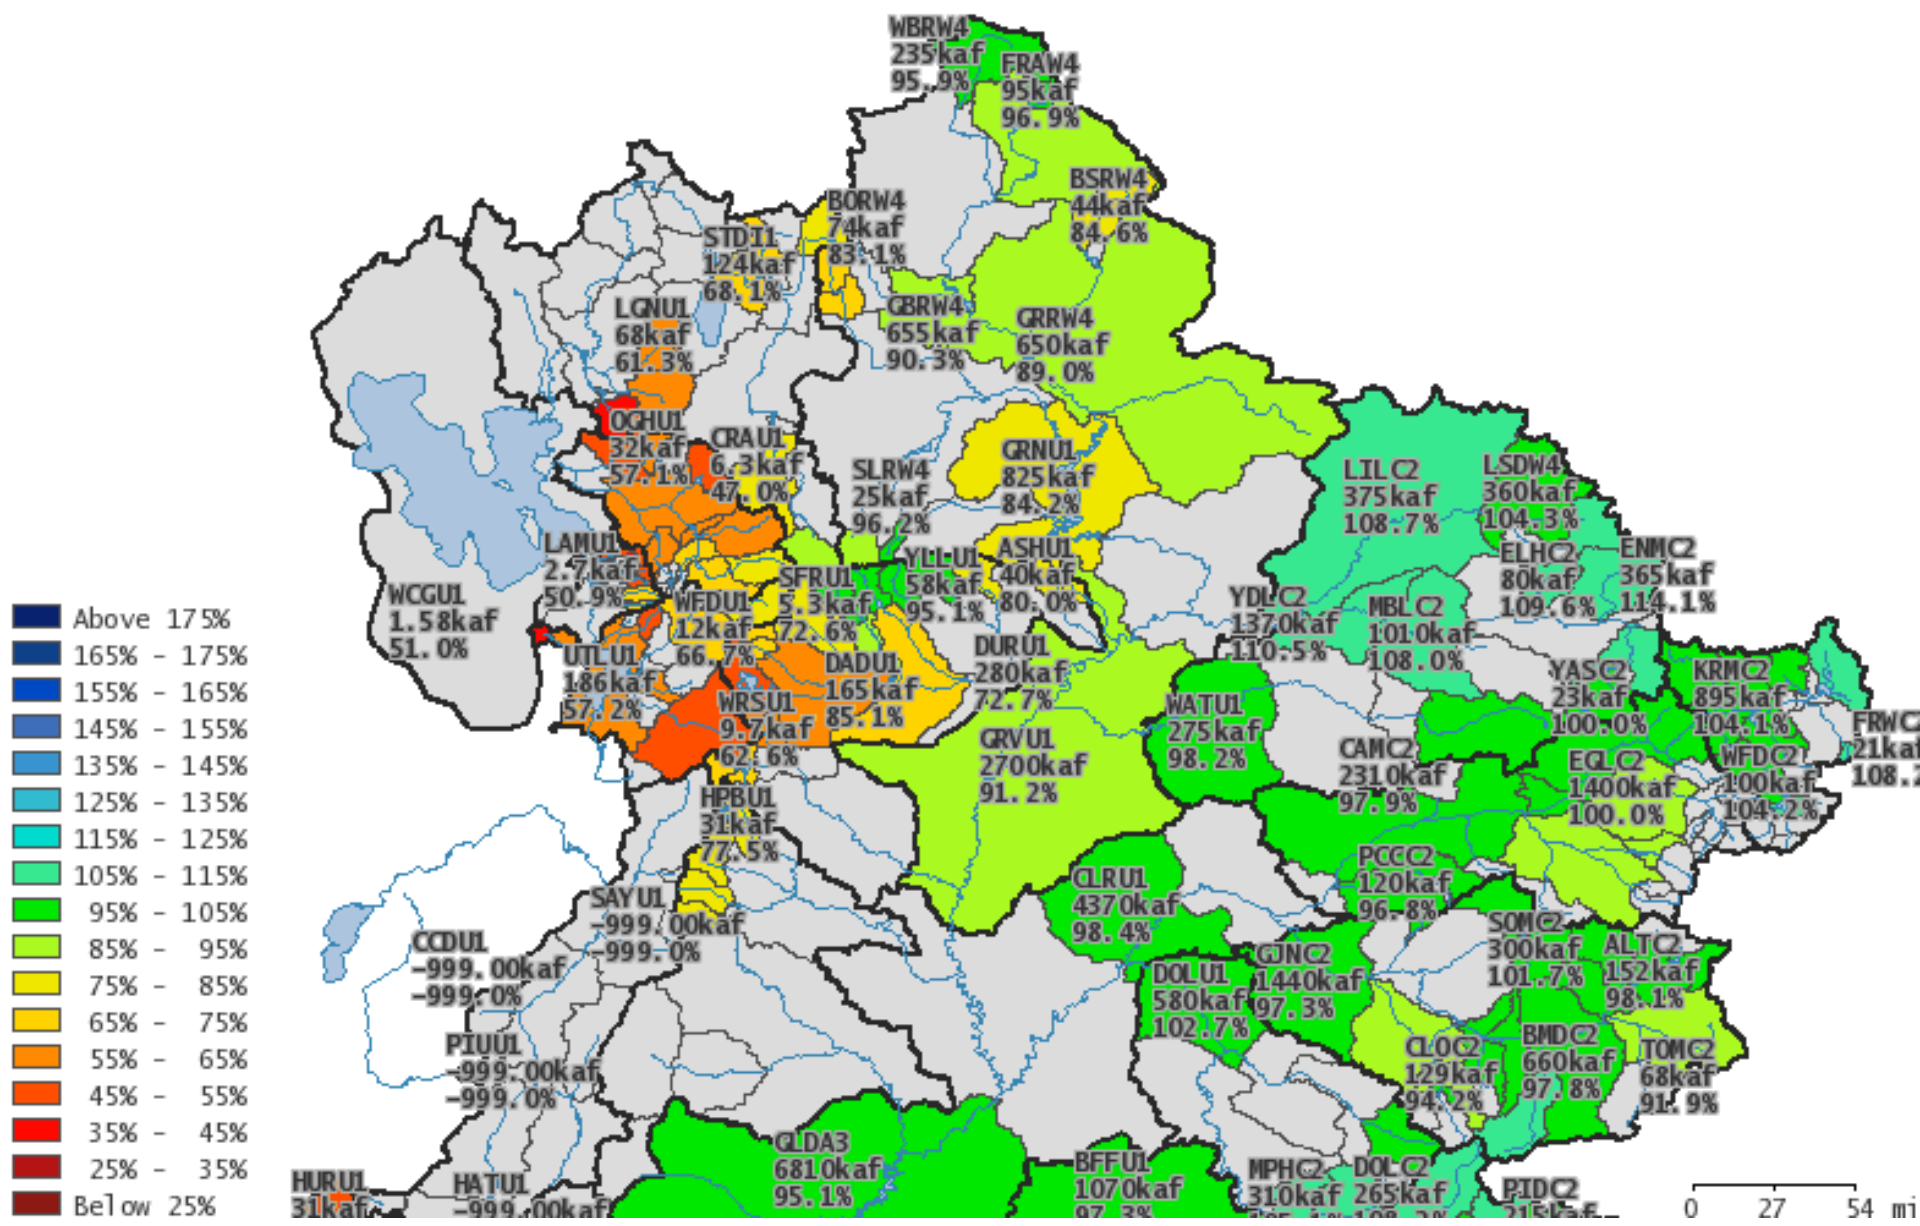 WBRW4
235kaf
95.9%
FRAW4
95kaf
96.9%
BSRW4
44kaf
84.6%
BORW4
74kaf
83.1%
STDI1
124kaf
68.1%
LGNU1
68kaf
61.3%
GBRW4
655kaf
90.3%
GRRW4
650kaf
89.0%
OGHU1
32kaf
57.1%
CRAU1
6.3kaf
47.0%
SLRW4
25kaf
96.2%
GRNU1
825kaf
84.2%
LILC2
375kaf
108.7%
LSDW4
360kaf
104.3%
LAMU1
2.7kaf
50.9%
WCGU1
1.58kaf
51.0%
WFDU1
12kaf
66.7%
SFRU1
5.3kaf
72.6%
YLLU1
58kaf
95.1%
ASHU1
40kaf
80.0%
ELHC2
80kaf
109.6%
ENMC2
365kaf
114.1%
YDLC2
1370kaf
110.5%
MBLC2
1010kaf
108.0%
UTLU1
186kaf
57.2%
DADU1
165kaf
85.1%
DURU1
280kaf
72.7%
WRSU1
9.7kaf
62.6%
GRVU1
2700kaf
91.2%
WATU1
275kaf
98.2%
YASC2
23kaf
100.0%
KRMC2
895kaf
104.1%
FRWC2
21kaf
108.2
CAMC2
2310kaf
97.9%
EGLC2
1400kaf
100.0%
WFDC2
100kaf
104.2%
HPBU1
31kaf
77.5%
PCCC2
120kaf
96.8%
CLRU1
4370kaf
98.4%
SAYU1
-999.00kaf
-999.0%
CCDU1
-999.00kaf
-999.0%
SOMC2
300kaf
101.7%
ALTC2
152kaf
98.1%
DOLU1
580kaf
102.7%
GJNC2
1440kaf
97.3%
PIUU1
-999.00kaf
-999.0%
CLOC2
129kaf
94.2%
BMDC2
660kaf
97.8%
TOMC2
68kaf
91.9%
GLDA3
6810kaf
95.1%
BFFU1
1070kaf
97.3%
MPHC2
310kaf
DOLC2
265kaf
PIDC2
215kaf
HURU1
31kaf
HATU1
-999.00kaf
Above 175%
165% - 175%
155% - 165%
145% - 155%
135% - 145%
125% - 135%
115% - 125%
105% - 115%
95% - 105%
85% - 95%
75% - 85%
65% - 75%
55% - 65%
45% - 55%
35% - 45%
25% - 35%
Below 25%
0 27 54 mi